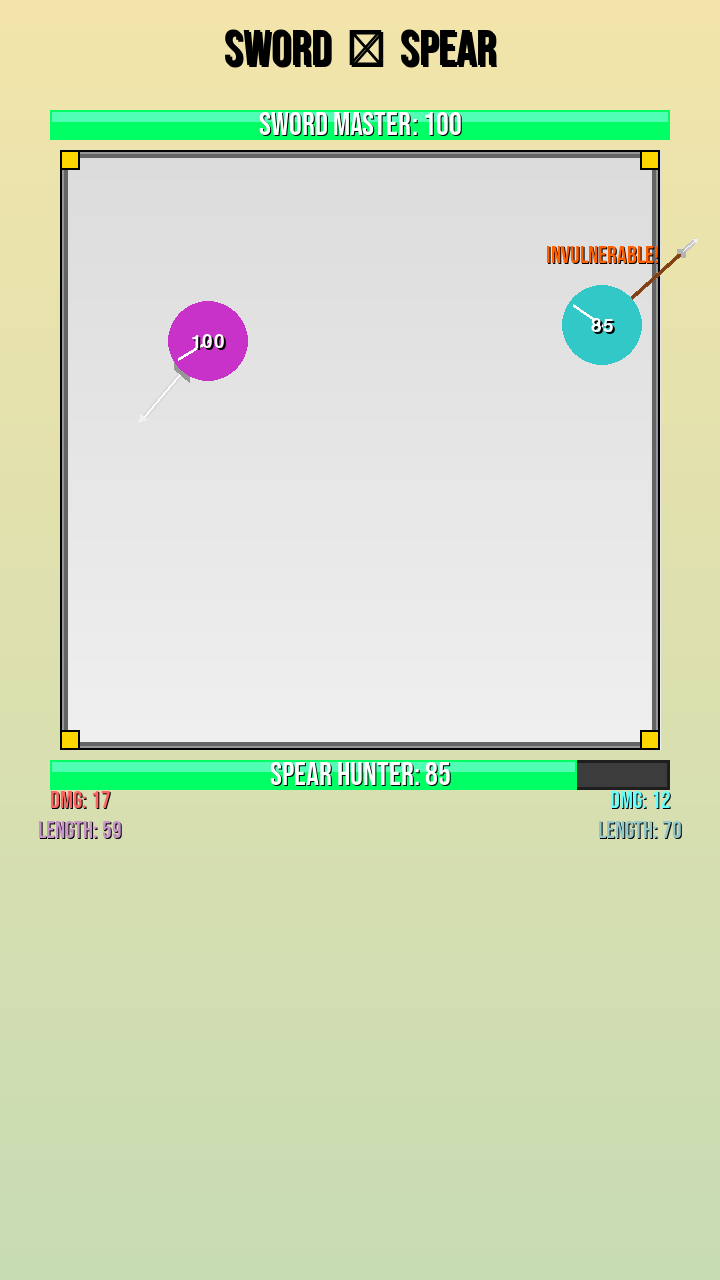 SWORD SPEAR
SWORD MASTER: 100
INVULNERABLE!
100
85
SPEAR HUNTER: 85
DMG: 17
DMG: 12
LENGTH: 59
LENGTH: 70